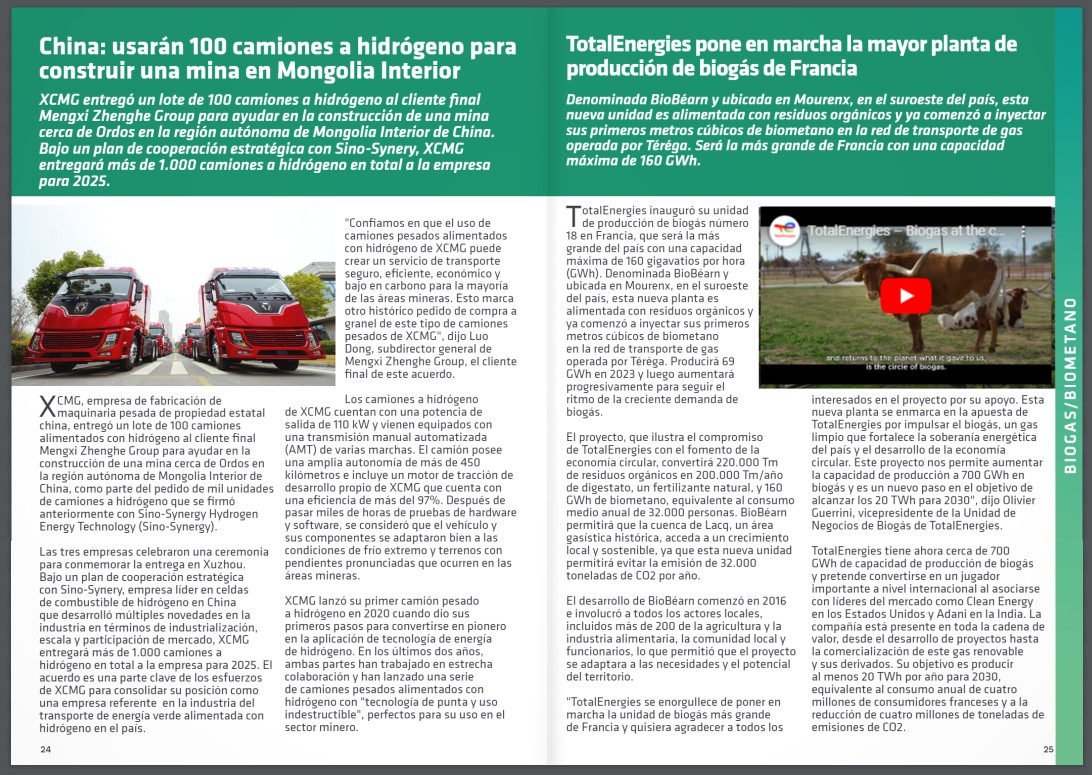 China: usarán 100 camiones a hidrógeno para
construir una mina en Mongolia Interior
XCMG entregó un lote de 100 camiones a hidrógeno al cliente final
Mengxi Zhenghe Group para ayudar en la construcción de una mina
cerca de Ordos en la región autónoma de Mongolia Interior de China.
Bajo un plan de cooperación estratégica con Sino-Synery, XCMG
entregará más de 1.000 camiones a hidrógeno en total a la empresa
para 2025.
XCMG, empresa de fabricación de
maquinaria pesada de propiedad estatal
china, entregó un lote de 100 camiones
alimentados con hidrógeno al cliente final
Mengxi Zhenghe Group para ayudar en la
construcción de una mina cerca de Ordos en
la región autónoma de Mongolia Interior de
China, como parte del pedido de mil unidades
de camiones a hidrógeno que se firmó
anteriormente con Sino-Synergy Hydrogen
Energy Technology (Sino-Synergy).
Las tres empresas celebraron una ceremonia
para conmemorar la entrega en Xuzhou.
Bajo un plan de cooperación estratégica
con Sino-Synery, empresa líder en celdas
de combustible de hidrógeno en China
que desarrolló múltiples novedades en la
industria en términos de industrialización,
escala y participación de mercado, XCMG
entregará más de 1.000 camiones a
hidrógeno en total a la empresa para 2025. El
acuerdo es una parte clave de los esfuerzos
de XCMG para consolidar su posición como
una empresa referente en la industria del
transporte de energía verde alimentada con
hidrógeno en el país.
"Confiamos en que el uso de
camiones pesados alimentados
con hidrógeno de XCMG puede
crear un servicio de transporte
seguro, eficiente, económico y
bajo en carbono para la mayoría
de las áreas mineras. Esto marca
otro histórico pedido de compra a
granel de este tipo de camiones
pesados de XCMG", dijo Luo
Dong, subdirector general de
Mengxi Zhenghe Group, el cliente
final de este acuerdo.
Los camiones a hidrógeno
de XCMG cuentan con una potencia de
salida de 110 kW y vienen equipados con
una transmisión manual automatizada
(AMT) de varias marchas. El camión posee
una amplia autonomía de más de 450
kilómetros e incluye un motor de tracción de
desarrollo propio de XCMG que cuenta con
una eficiencia de más del 97%. Después de
pasar miles de horas de pruebas de hardware
y software, se consideró que el vehículo y
sus componentes se adaptaron bien a las
condiciones de frío extremo y terrenos con
pendientes pronunciadas que ocurren en las
áreas mineras.
XCMG lanzó su primer camión pesado
a hidrógeno en 2020 cuando dio sus
primeros pasos para convertirse en pionero
en la aplicación de tecnología de energía
de hidrógeno. En los últimos dos años,
ambas partes han trabajado en estrecha
colaboración y han lanzado una serie
de camiones pesados alimentados con
hidrógeno con "tecnología de punta y uso
indestructible", perfectos para su uso en el
sector minero.
24
TotalEnergies pone en marcha la mayor planta de
producción de biogás de Francia
Denominada BioBéarn y ubicada en Mourenx, en el suroeste del país, esta
nueva unidad es alimentada con residuos orgánicos y ya comenzó a inyectar
sus primeros metros cúbicos de biometano en la red de transporte de gas
operada por Téréga. Será la más grande de Francia con una capacidad
máxima de 160 GWh.
TotalEnergies inauguró su unidad
de producción de biogás número
18 en Francia, que será la más
grande del país con una capacidad
máxima de 160 gigavatios por hora
(GWh). Denominada BioBéarn y
ubicada en Mourenx, en el suroeste
del país, esta nueva planta es
alimentada con residuos orgánicos y
ya comenzó a inyectar sus primeros
metros cúbicos de biometano
en la red de transporte de gas
operada por Téréga. Producirá 69
GWh en 2023 y luego aumentará
progresivamente para seguir el
ritmo de la creciente demanda de
biogás.
El proyecto, que ilustra el compromiso
de TotalEnergies con el fomento de la
economía circular, convertirá 220.000 Tm
de residuos orgánicos en 200.000 Tm/año
de digestato, un fertilizante natural, y 160
GWh de biometano, equivalente al consumo
medio anual de 32.000 personas. BioBéarn
permitirá que la cuenca de Lacq, un área
gasística histórica, acceda a un crecimiento
local y sostenible, ya que esta nueva unidad
permitirá evitar la emisión de 32.000
toneladas de CO2 por año.
El desarrollo de BioBéarn comenzó en 2016
e involucró a todos los actores locales,
incluidos más de 200 de la agricultura y la
industria alimentaria, la comunidad local y
funcionarios, lo que permitió que el proyecto
se adaptara a las necesidades y el potencial
del territorio.
"TotalEnergies se enorgullece de poner en
marcha la unidad de biogás más grande
de Francia y quisiera agradecer a todos los
TotalEnergies – Biogas at the c...
and returns to the planet what it gave to us,
is the circle of biogas.
interesados en el proyecto por su apoyo. Esta
nueva planta se enmarca en la apuesta de
TotalEnergies por impulsar el biogás, un gas
limpio que fortalece la soberanía energética
del país y el desarrollo de la economía
circular. Este proyecto nos permite aumentar
la capacidad de producción a 700 GWh en
biogás y es un nuevo paso en el objetivo de
alcanzar los 20 TWh para 2030", dijo Olivier
Guerrini, vicepresidente de la Unidad de
Negocios de Biogás de TotalEnergies.
TotalEnergies tiene ahora cerca de 700
GWh de capacidad de producción de biogás
y pretende convertirse en un jugador
importante a nivel internacional al asociarse
con líderes del mercado como Clean Energy
en los Estados Unidos y Adani en la India. La
compañía está presente en toda la cadena de
valor, desde el desarrollo de proyectos hasta
la comercialización de este gas renovable
y sus derivados. Su objetivo es producir
al menos 20 TWh por año para 2030,
equivalente al consumo anual de cuatro
millones de consumidores franceses y a la
reducción de cuatro millones de toneladas de
emisiones de CO2.
25
BIOGAS/BIOMETANO